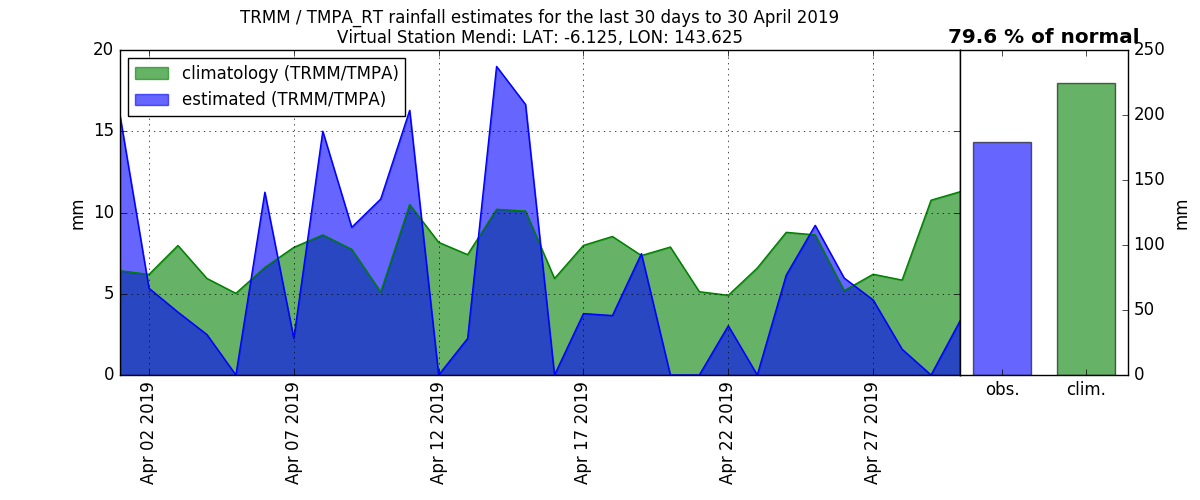 TRMM / TMPA_RT rainfall estimates for the last 30 days to 30 April 2019
Virtual Station Mendi: LAT: -6.125, LON: 143.625
79.6 % of normal
climatology (TRMM/TMPA)
estimated (TRMM/TMPA)
20
15
10
5
0
mm
Apr 02 2019
Apr 07 2019
Apr 12 2019
Apr 17 2019
Apr 22 2019
Apr 27 2019
obs.
clim.
250
200
150
100
50
0
mm